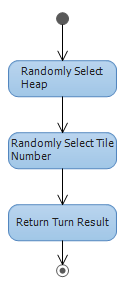 Randomly Select
Heap
Randomly Select Tile
Number
Return Turn Result